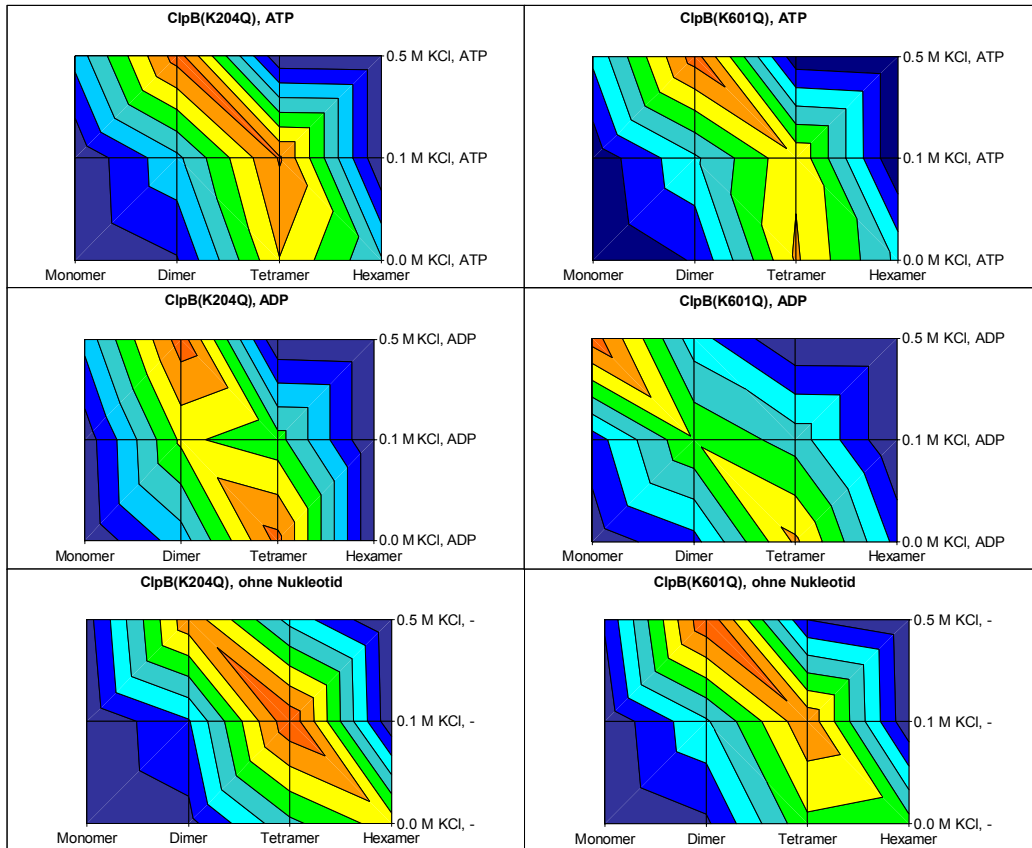 ClpB(K204Q), ATP
0.5 M KCl, ATP
0.1 M KCl, ATP
0.0 M KCl, ATP
Monomer Dimer Tetramer Hexamer
ClpB(K601Q), ATP
0.5 M KCl, ATP
0.1 M KCl, ATP
0.0 M KCl, ATP
Monomer Dimer Tetramer Hexamer
ClpB(K204Q), ADP
0.5 M KCl, ADP
0.1 M KCl, ADP
0.0 M KCl, ADP
Monomer Dimer Tetramer Hexamer
ClpB(K601Q), ADP
0.5 M KCl, ADP
0.1 M KCl, ADP
0.0 M KCl, ADP
Monomer Dimer Tetramer Hexamer
ClpB(K204Q), ohne Nukleotid
0.5 M KCl, -
0.1 M KCl, -
0.0 M KCl, -
Monomer Dimer Tetramer Hexamer
ClpB(K601Q), ohne Nukleotid
0.5 M KCl, -
0.1 M KCl, -
0.0 M KCl, -
Monomer Dimer Tetramer Hexamer